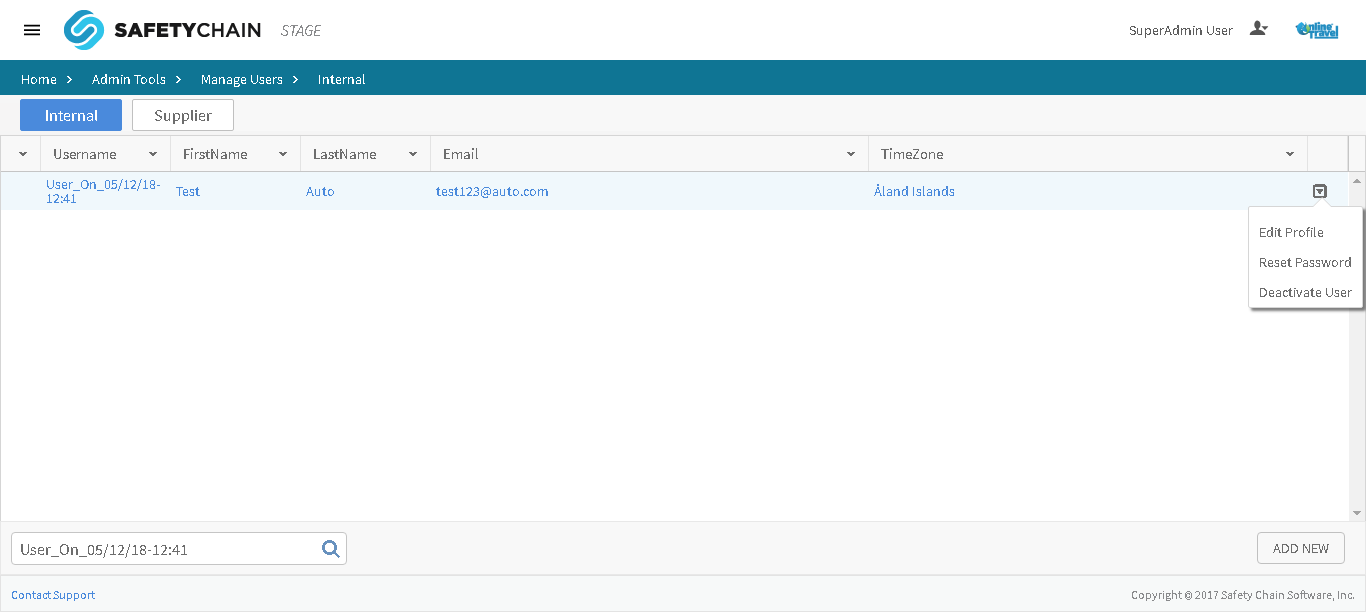 SAFETYCHAIN STAGE
SuperAdmin User
Online Travel
Home > Admin Tools > Manage Users > Internal
Internal Supplier
Username FirstName LastName Email TimeZone
User_On_05/12/18-12:41 Test Auto test123@auto.com Åland Islands
Edit Profile
Reset Password
Deactivate User
User_On_05/12/18-12:41
ADD NEW
Contact Support
Copyright © 2017 Safety Chain Software, Inc.